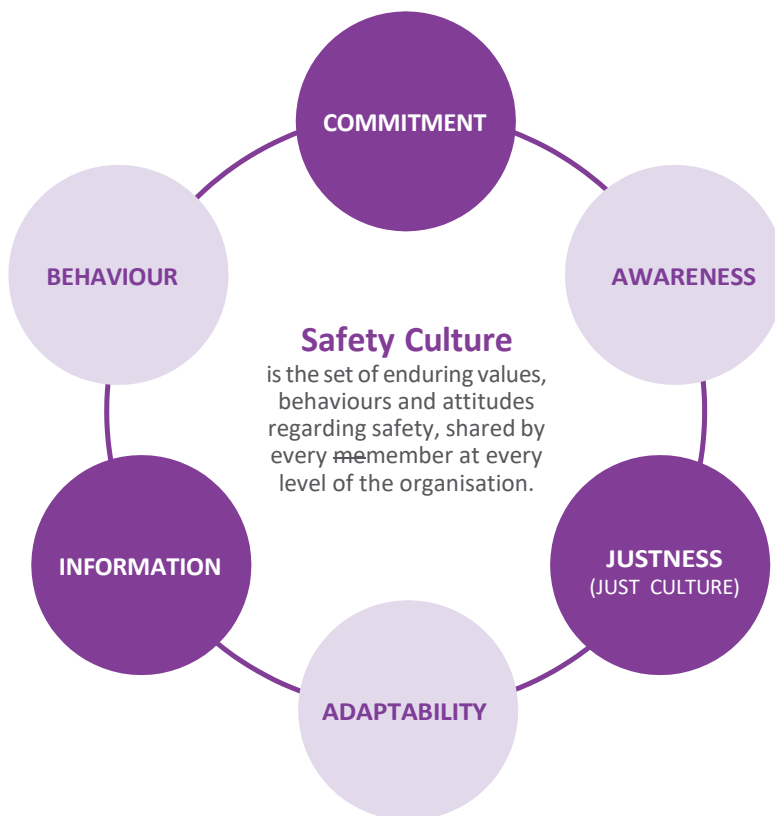 COMMITMENT
BEHAVIOUR
AWARENESS
Safety Culture
is the set of enduring values,
behaviours and attitudes
regarding safety, shared by
every memember at every
level of the organisation.
INFORMATION
JUSTNESS
(JUST CULTURE)
ADAPTABILITY